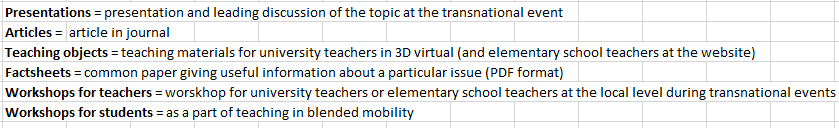 Presentations = presentation and leading discussion of the topic at the transnational event
Articles = article in journal
Teaching objects = teaching materials for university teachers in 3D virtual (and elementary school teachers at the website)
Factsheets = common paper giving useful information about a particular issue (PDF format)
Workshops for teachers = worskhop for university teachers or elementary school teachers at the local level during transnational events
Workshops for students = as a part of teaching in blended mobility